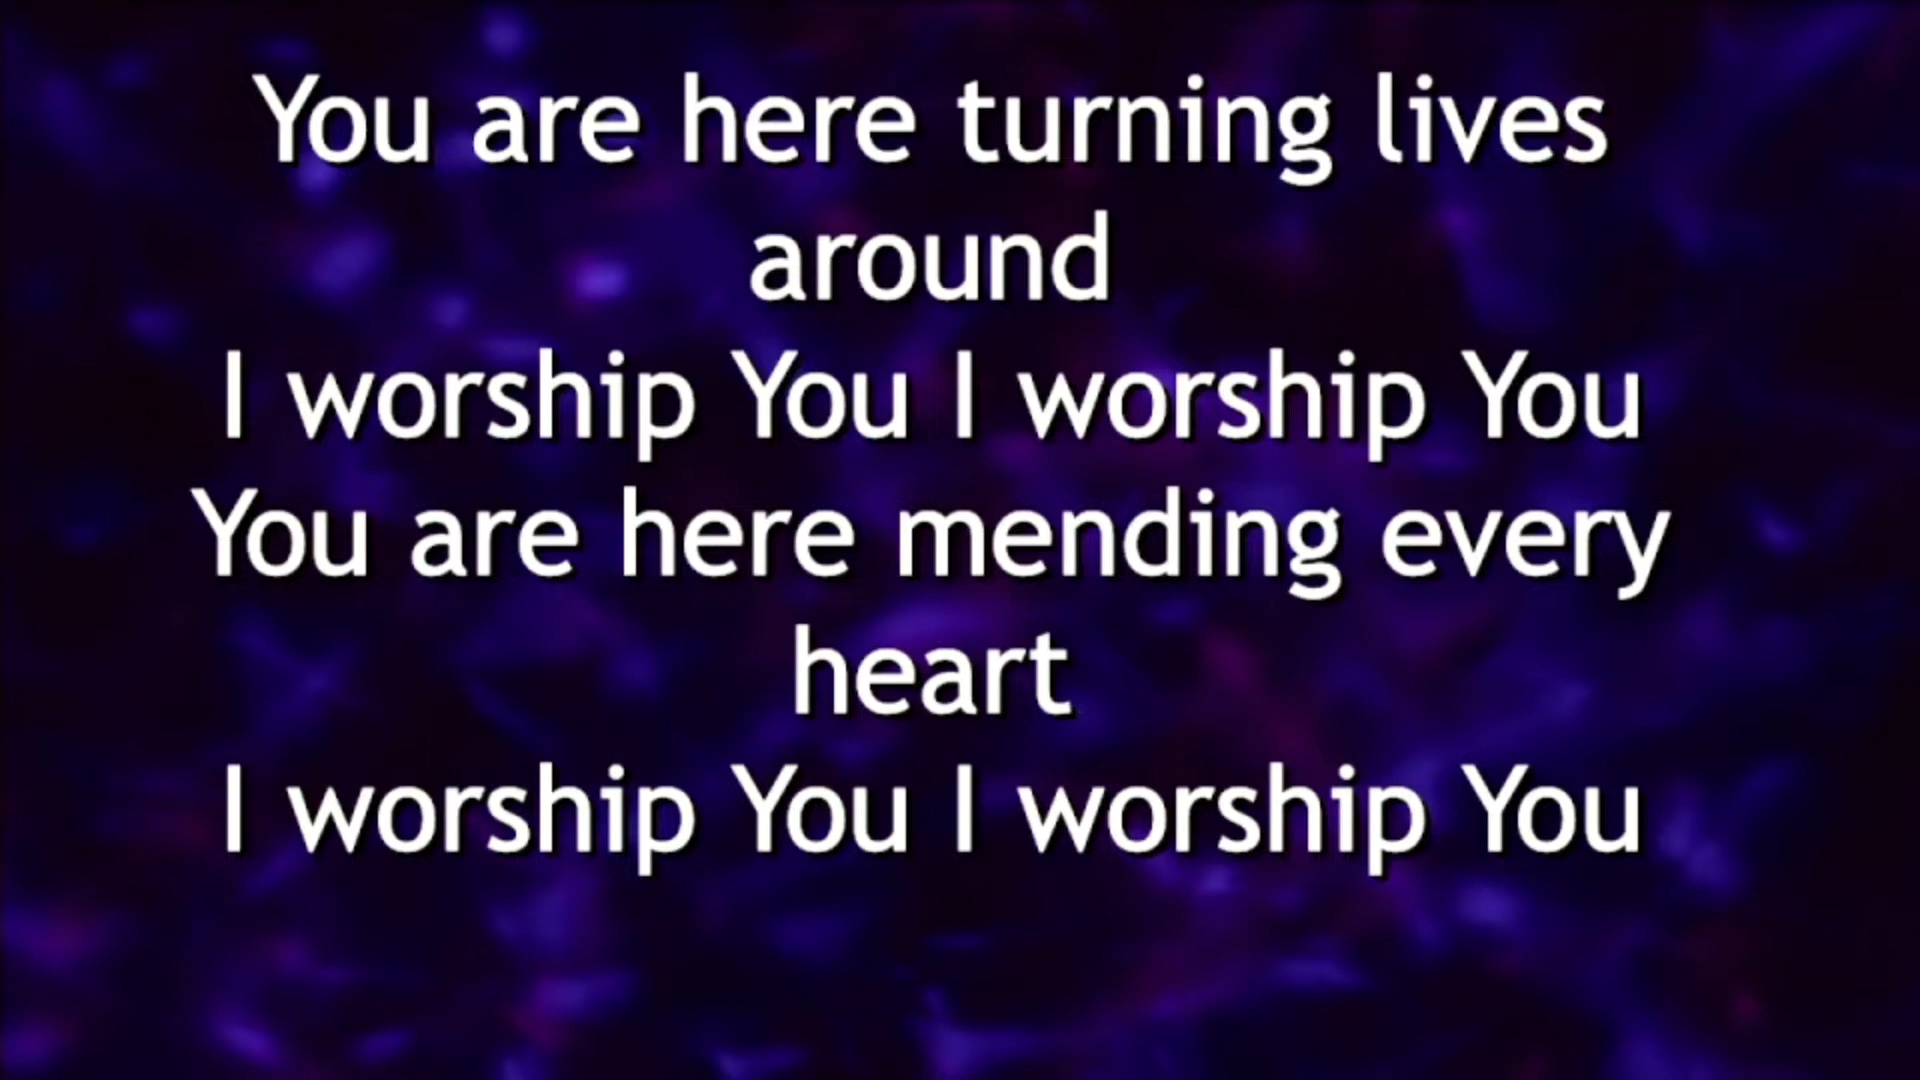 You are here turning lives
around
I worship You I worship You
You are here mending every
heart
I worship You I worship You